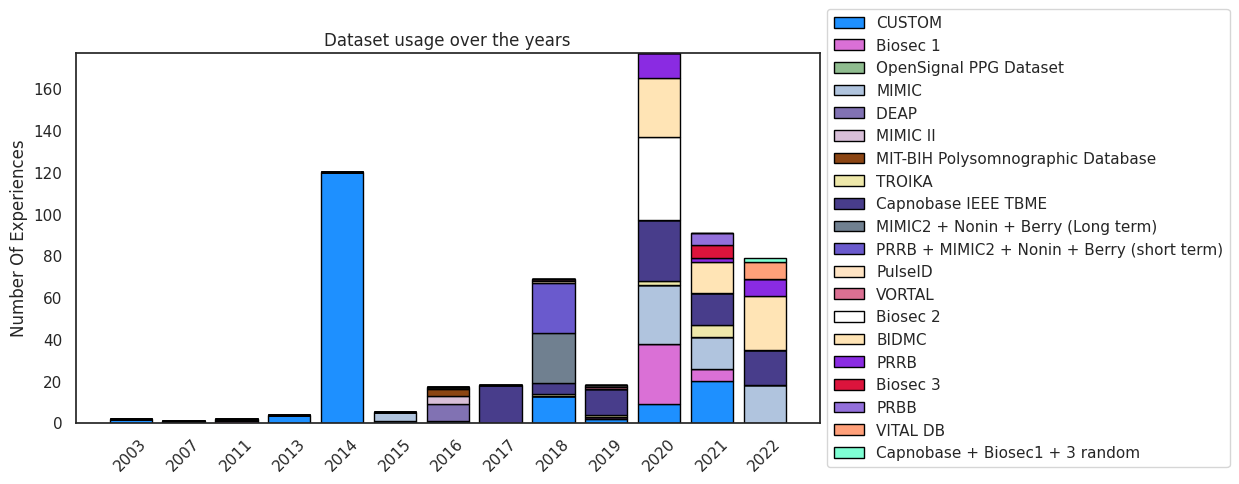 Dataset usage over the years
Number Of Experiences
160
140
120
100
80
60
40
20
0
2003
2007
2011
2013
2014
2015
2016
2017
2018
2019
2020
2021
2022
CUSTOM
Biosec 1
OpenSignal PPG Dataset
MIMIC
DEAP
MIMIC II
MIT-BIH Polysomnographic Database
TROIKA
Capnobase IEEE TBME
MIMIC2 + Nonin + Berry (Long term)
PRRB + MIMIC2 + Nonin + Berry (short term)
PulseID
VORTAL
Biosec 2
BIDMC
PRRB
Biosec 3
PRBB
VITAL DB
Capnobase + Biosec1 + 3 random